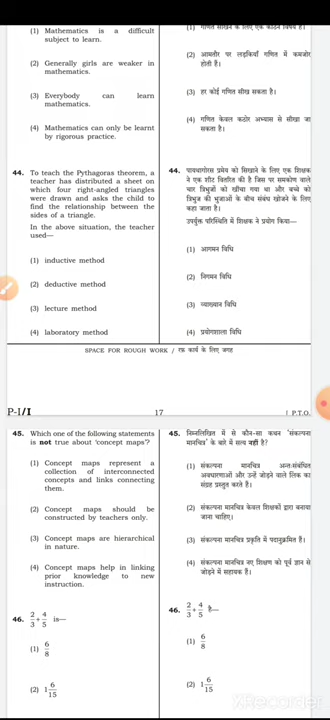 (1) Mathematics is a difficult
subject to learn.
(2) Generally girls are weaker in
mathematics.
(3) Everybody can learn
mathematics.
(4) Mathematics can only be learnt
by rigorous practice.
44. To teach the Pythagoras theorem, a
teacher has distributed a sheet on
which four right-angled triangles
were drawn and asks the child to
find the relationship between the
sides of a triangle.
In the above situation, the teacher
used—
(1) inductive method
(2) deductive method
(3) lecture method
(4) laboratory method
(1) गणित सीखने के लिए एक कठिन विषय है।
(2) आमतौर पर लड़कियाँ गणित में कमजोर
होती हैं।
(3) हर कोई गणित सीख सकता है।
(4) गणित केवल कठोर अभ्यास से सीखा जा
सकता है।
44. पायथागोरस प्रमेय को सिखाने के लिए एक शिक्षक
ने एक शीट वितरित की है जिस पर समकोण वाले
चार त्रिभुजों को खींचा गया था और बच्चे को
त्रिभुज की भुजाओं के बीच संबंध खोजने के लिए
कहा जाता है।
उपर्युक्त परिस्थिति में शिक्षक ने प्रयोग किया—
(1) आगमन विधि
(2) निगमन विधि
(3) व्याख्यान विधि
(4) प्रयोगशाला विधि
SPACE FOR ROUGH WORK / रफ़ कार्य के लिए जगह
P-I/I 17 [ P.T.O.
45. Which one of the following statements
is not true about 'concept maps'?
(1) Concept maps represent a
collection of interconnected
concepts and links connecting
them.
(2) Concept maps should be
constructed by teachers only.
(3) Concept maps are hierarchical
in nature.
(4) Concept maps help in linking
prior knowledge to new
instruction.
46. 2/3 + 4/5 is—
(1) 6/8
(2) 1 6/15
45. निम्नलिखित में से कौन-सा कथन 'संकल्पना
मानचित्र' के बारे में सत्य नहीं है?
(1) संकल्पना मानचित्र अन्तःसंबंधित
अवधारणाओं और उन्हें जोड़ने वाले लिंक का
संग्रह प्रस्तुत करते हैं।
(2) संकल्पना मानचित्र केवल शिक्षकों द्वारा बनाया
जाना चाहिए।
(3) संकल्पना मानचित्र प्रकृति में पदानुक्रमित है।
(4) संकल्पना मानचित्र नए शिक्षण को पूर्व ज्ञान से
जोड़ने में सहायक हैं।
46. 2/3 + 4/5 है—
(1) 6/8
(2) 1 6/15
XRecorder